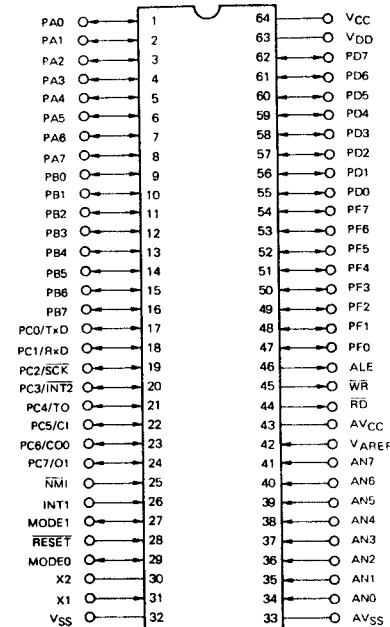 PA0 1 64 VCC
PA1 2 63 VDD
PA2 3 62 PD7
PA3 4 61 PD6
PA4 5 60 PD5
PA5 6 59 PD4
PA6 7 58 PD3
PA7 8 57 PD2
PB0 9 56 PD1
PB1 10 55 PD0
PB2 11 54 PF7
PB3 12 53 PF6
PB4 13 52 PF5
PB5 14 51 PF4
PB6 15 50 PF3
PB7 16 49 PF2
PC0/TxD 17 48 PF1
PC1/RxD 18 47 PF0
PC2/S̅C̅K̅ 19 46 ALE
PC3/I̅N̅T̅2̅ 20 45 W̅R̅
PC4/TO 21 44 R̅D̅
PC5/CI 22 43 AVCC
PC6/CO0 23 42 VAREF
PC7/O1 24 41 AN7
N̅M̅I̅ 25 40 AN6
INT1 26 39 AN5
MODE1 27 38 AN4
R̅E̅S̅E̅T̅ 28 37 AN3
MODE0 29 36 AN2
X2 30 35 AN1
X1 31 34 AN0
VSS 32 33 AVSS